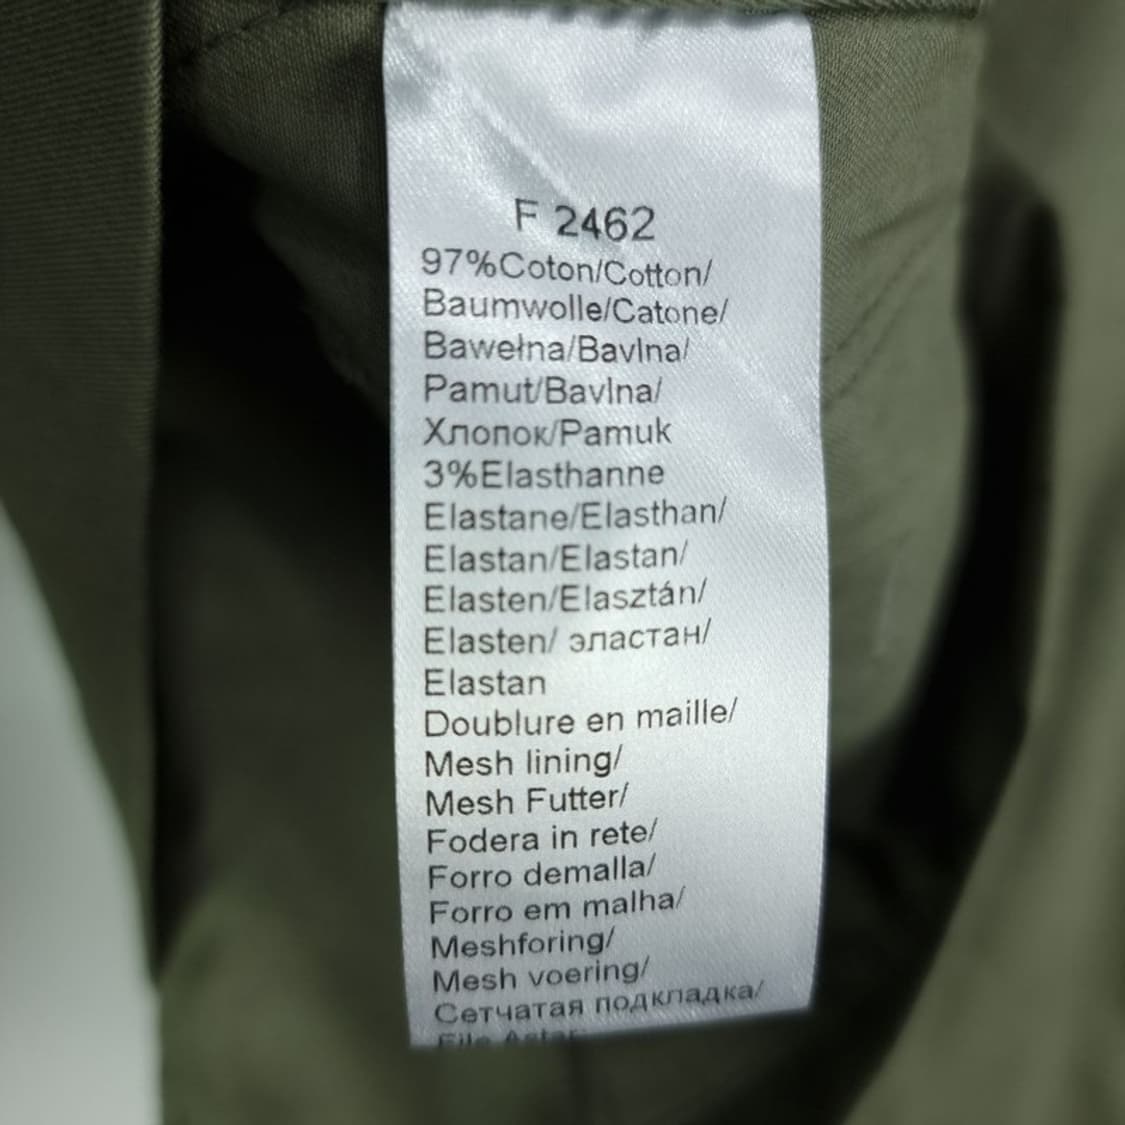 F 2462
97%Coton/Cotton/
Baumwolle/Catone/
Bawełna/Bavlna/
Pamut/Bavlna/
Хлопок/Pamuk
3%Elasthanne
Elastane/Elasthan/
Elastan/Elastan/
Elasten/Elasztán/
Elasten/ эластан/
Elastan
Doublure en maille/
Mesh lining/
Mesh Futter/
Fodera in rete/
Forro demalla/
Forro em malha/
Meshforing/
Mesh voering/
Сетчатая подкладка/
File Astar